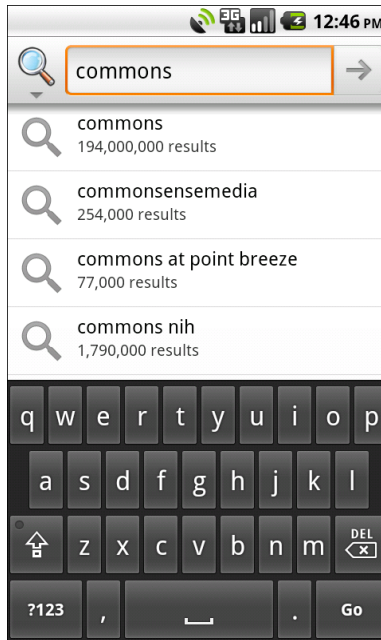 3G
12:46 PM
commons
commons
194,000,000 results
commonsensemedia
254,000 results
commons at point breeze
77,000 results
commons nih
1,790,000 results
q w e r t y u i o p
a s d f g h j k l
z x c v b n m DEL
?123 , . Go